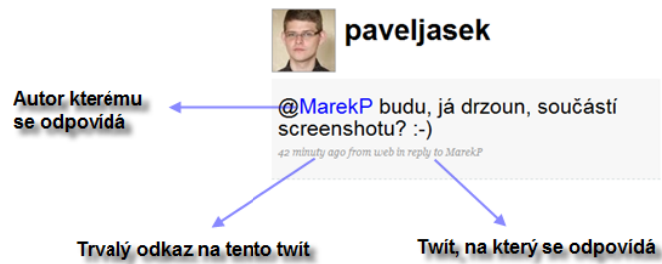 paveljasek
Autor kterému
se odpovídá
@MarekP budu, já drzoun, součástí
screenshotu? :-)
42 minuty ago from web in reply to MarekP
Trvalý odkaz na tento twít
Twít, na který se odpovídá